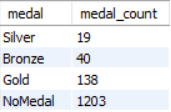 medal medal_count
Silver 19
Bronze 40
Gold 138
NoMedal 1203